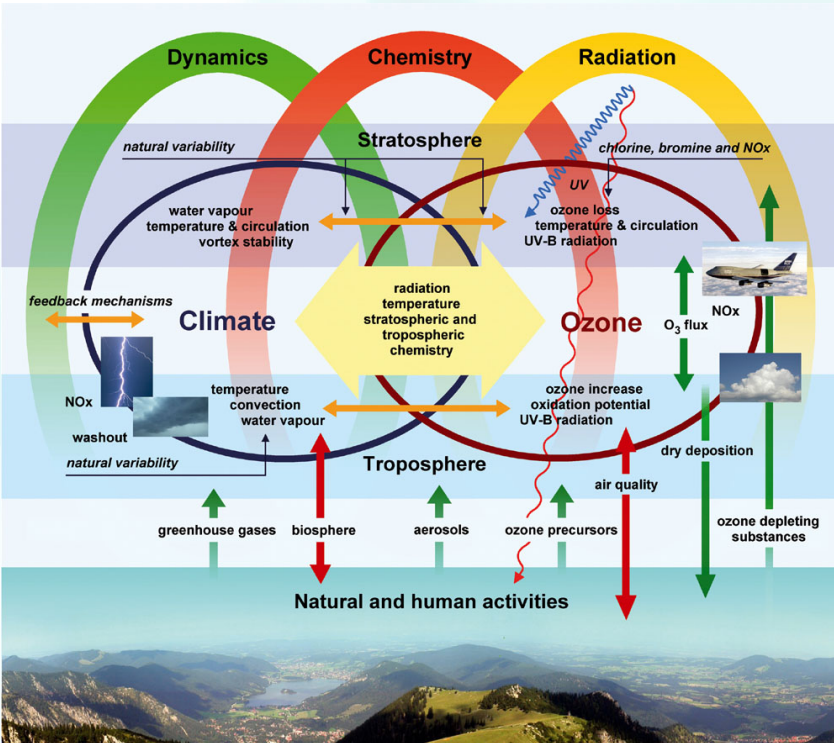 Dynamics
Chemistry
Radiation
Stratosphere
natural variability
chlorine, bromine and NOx
UV
water vapour
temperature & circulation
vortex stability
ozone loss
temperature & circulation
UV-B radiation
feedback mechanisms
Climate
radiation
temperature
stratospheric and
tropospheric
chemistry
Ozone
O3 flux
NOx
NOx
washout
temperature
convection
water vapour
ozone increase
oxidation potential
UV-B radiation
natural variability
Troposphere
air quality
dry deposition
greenhouse gases
biosphere
aerosols
ozone precursors
ozone depleting
substances
Natural and human activities